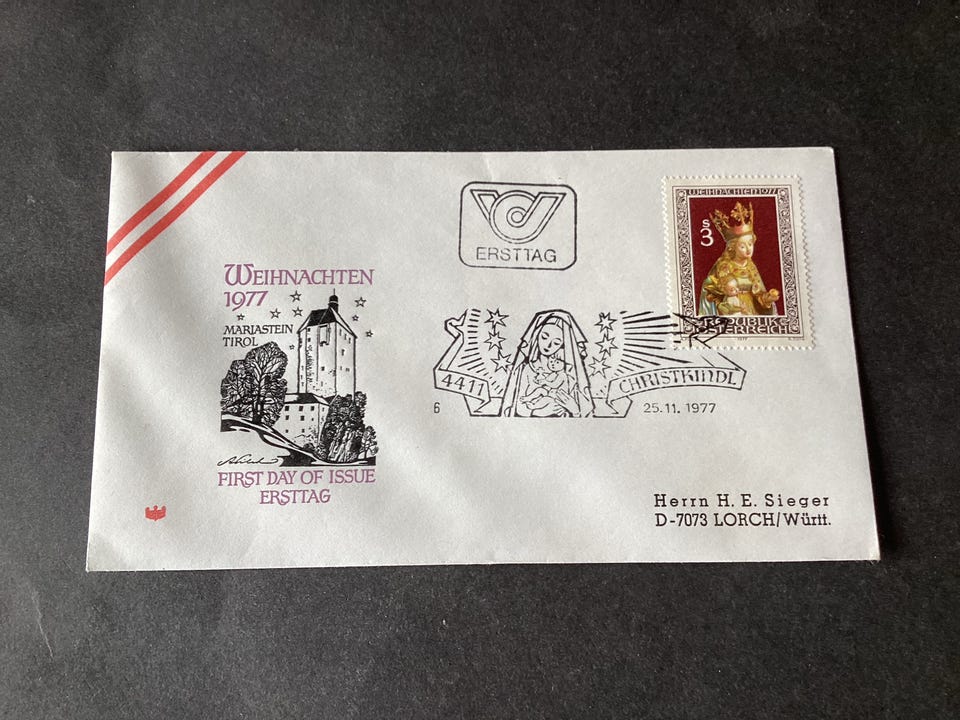 WEIHNACHTEN
1977
MARIASTEIN
TIROL
FIRST DAY OF ISSUE
ERSTTAG
ERSTTAG
4411 CHRISTKINDL
6 25.11.1977
WEIHNACHTEN 1977
S 3
REPUBLIK
ÖSTERREICH
Herrn H. E. Sieger
D-7073 LORCH/Württ.